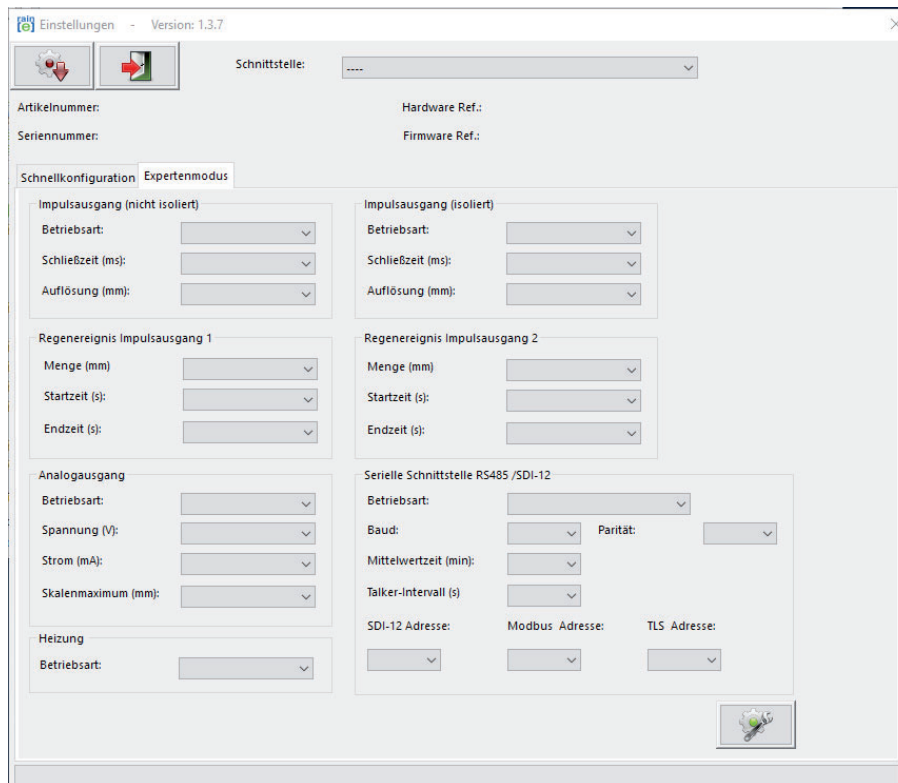 rain [e] Einstellungen - Version: 1.3.7
Schnittstelle: ----
Artikelnummer: Hardware Ref.:
Seriennummer: Firmware Ref.:
Schnellkonfiguration Expertenmodus
Impulsausgang (nicht isoliert)
Betriebsart:
Schließzeit (ms):
Auflösung (mm):
Impulsausgang (isoliert)
Betriebsart:
Schließzeit (ms):
Auflösung (mm):
Regenereignis Impulsausgang 1
Menge (mm)
Startzeit (s):
Endzeit (s):
Regenereignis Impulsausgang 2
Menge (mm)
Startzeit (s):
Endzeit (s):
Analogausgang
Betriebsart:
Spannung (V):
Strom (mA):
Skalenmaximum (mm):
Heizung
Betriebsart:
Serielle Schnittstelle RS485 /SDI-12
Betriebsart:
Baud: Parität:
Mittelwertzeit (min):
Talker-Intervall (s)
SDI-12 Adresse: Modbus Adresse: TLS Adresse: